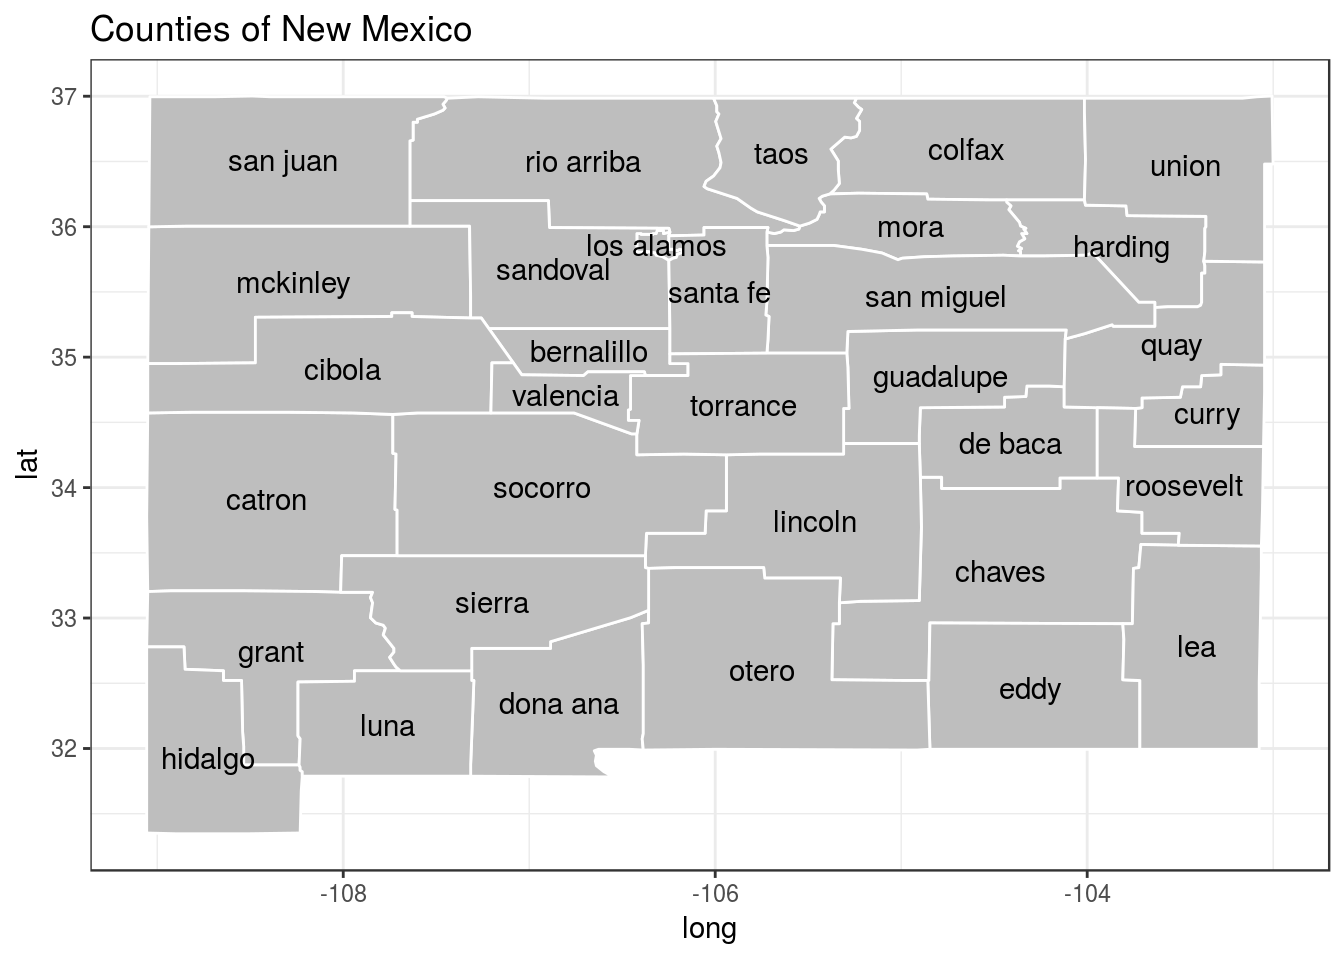 Counties of New Mexico
37
36
35
34
33
32
lat
san juan
rio arriba
taos
colfax
union
mora
harding
los alamos
sandoval
mckinley
santa fe
san miguel
bernalillo
quay
cibola
guadalupe
valencia
torrance
curry
de baca
socorro
roosevelt
catron
lincoln
chaves
sierra
grant
lea
otero
eddy
dona ana
luna
hidalgo
-108
-106
-104
long